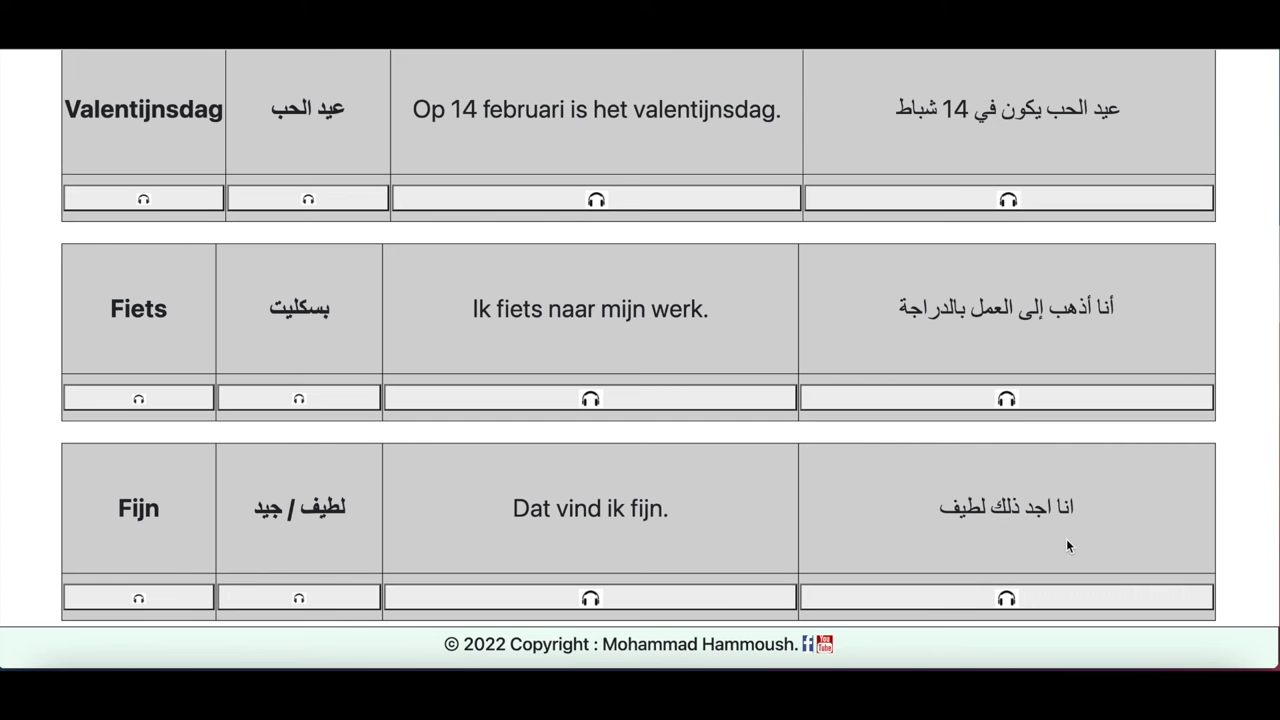 Valentijnsdag
عيد الحب
Op 14 februari is het valentijnsdag.
عيد الحب يكون في 14 شباط
Fiets
بسكليت
Ik fiets naar mijn werk.
أنا أذهب إلى العمل بالدراجة
Fijn
لطيف / جيد
Dat vind ik fijn.
انا اجد ذلك لطيف
© 2022 Copyright : Mohammad Hammoush.
You Tube